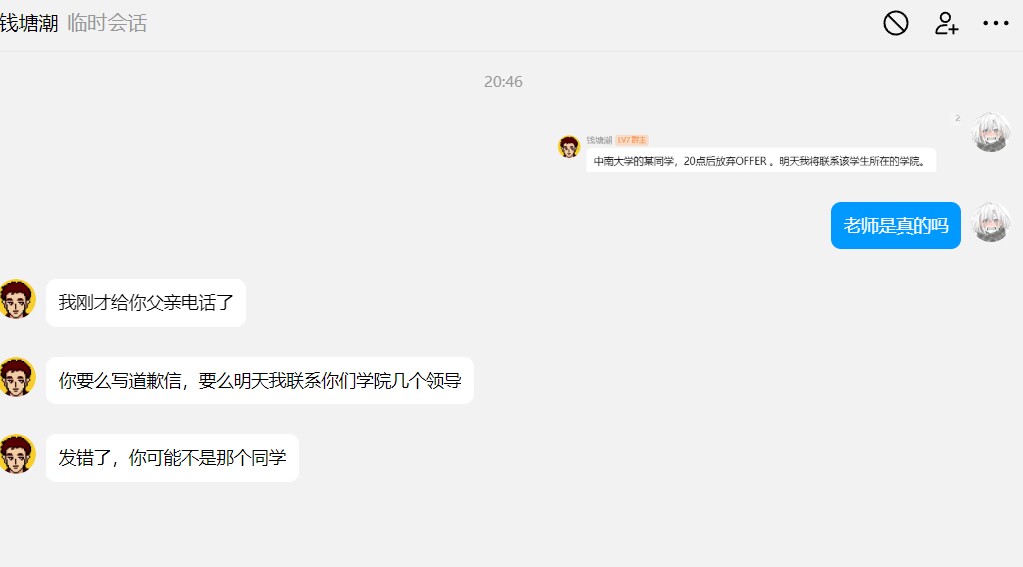 钱塘潮 临时会话
20:46
2
钱塘潮 LV7 群主
中南大学的某同学，20点后放弃OFFER 。明天我将联系该学生所在的学院。
老师是真的吗
我刚才给你父亲电话了
你要么写道歉信，要么明天我联系你们学院几个领导
发错了，你可能不是那个同学